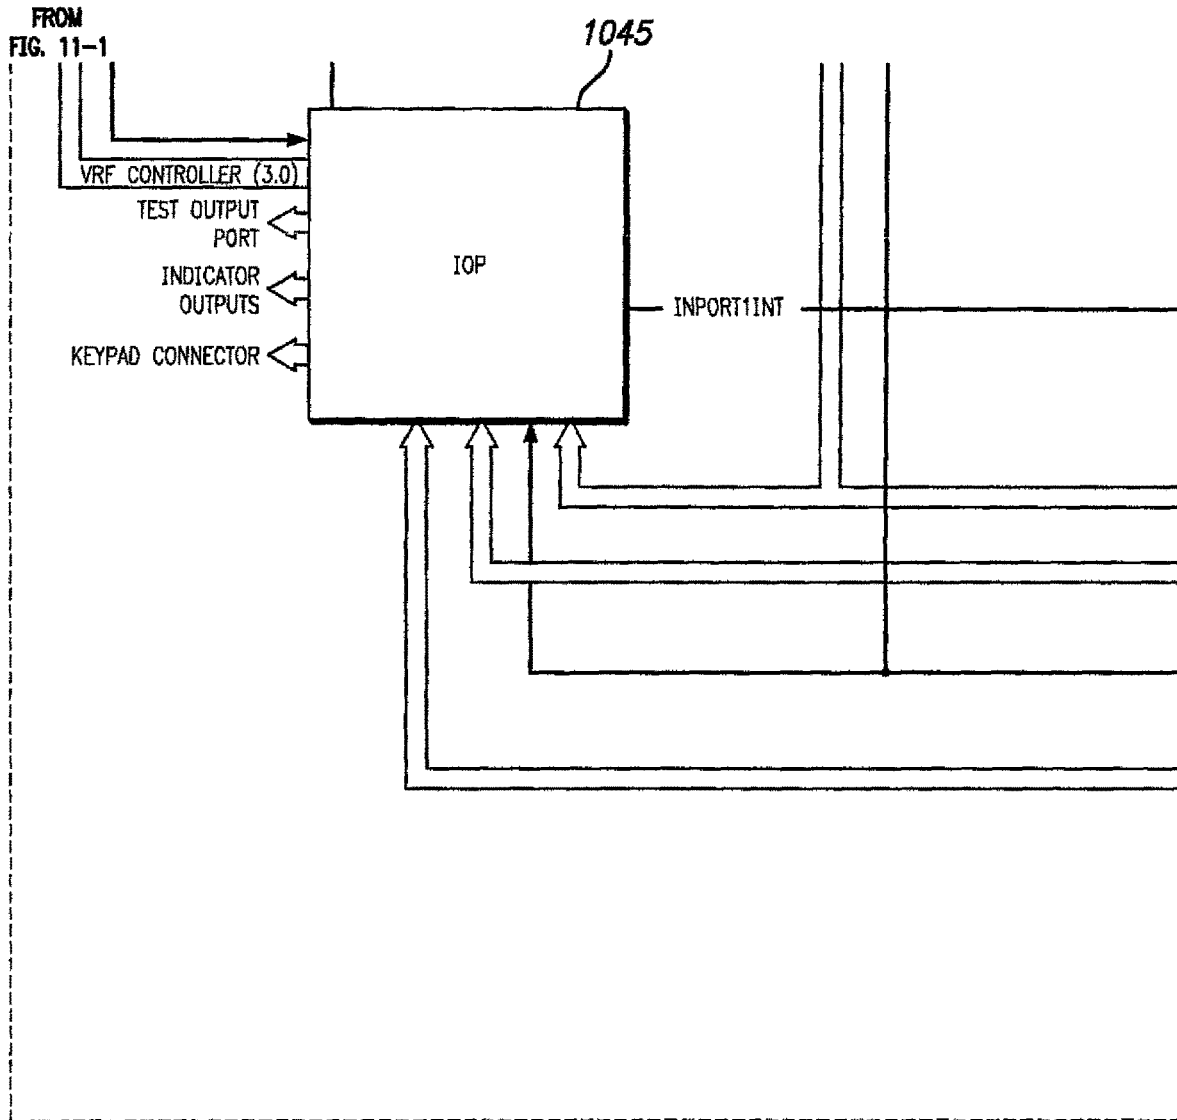 FROM
FIG. 11-1
1045
VRF CONTROLLER (3.0)
TEST OUTPUT
PORT
IOP
INDICATOR
OUTPUTS
INPORT1INT
KEYPAD CONNECTOR